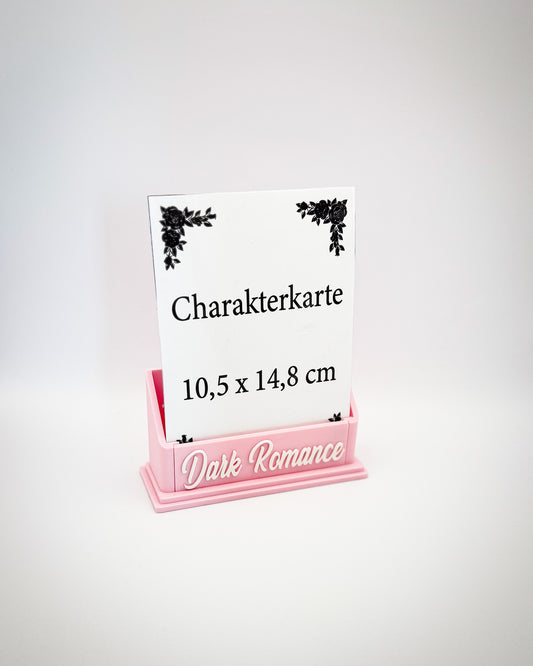 Charakterkarte
10,5 x 14,8 cm
Dark Romance